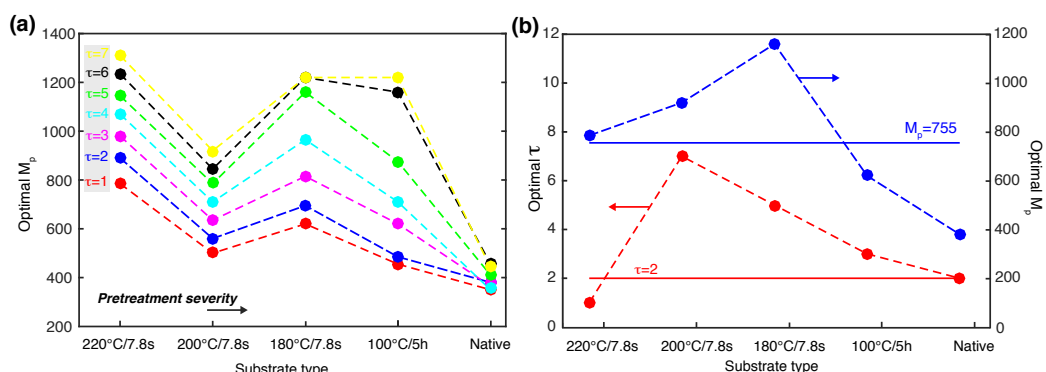 (a)
1400
1200
1000
800
600
400
200
Optimal Mp
τ=7
τ=6
τ=5
τ=4
τ=3
τ=2
τ=1
Pretreatment severity
220°C/7.8s
200°C/7.8s
180°C/7.8s
100°C/5h
Native
Substrate type
(b)
12
10
8
6
4
2
0
Optimal τ
Mp=755
τ=2
1200
1000
800
600
400
200
0
Optimal Mp
220°C/7.8s
200°C/7.8s
180°C/7.8s
100°C/5h
Native
Substrate type